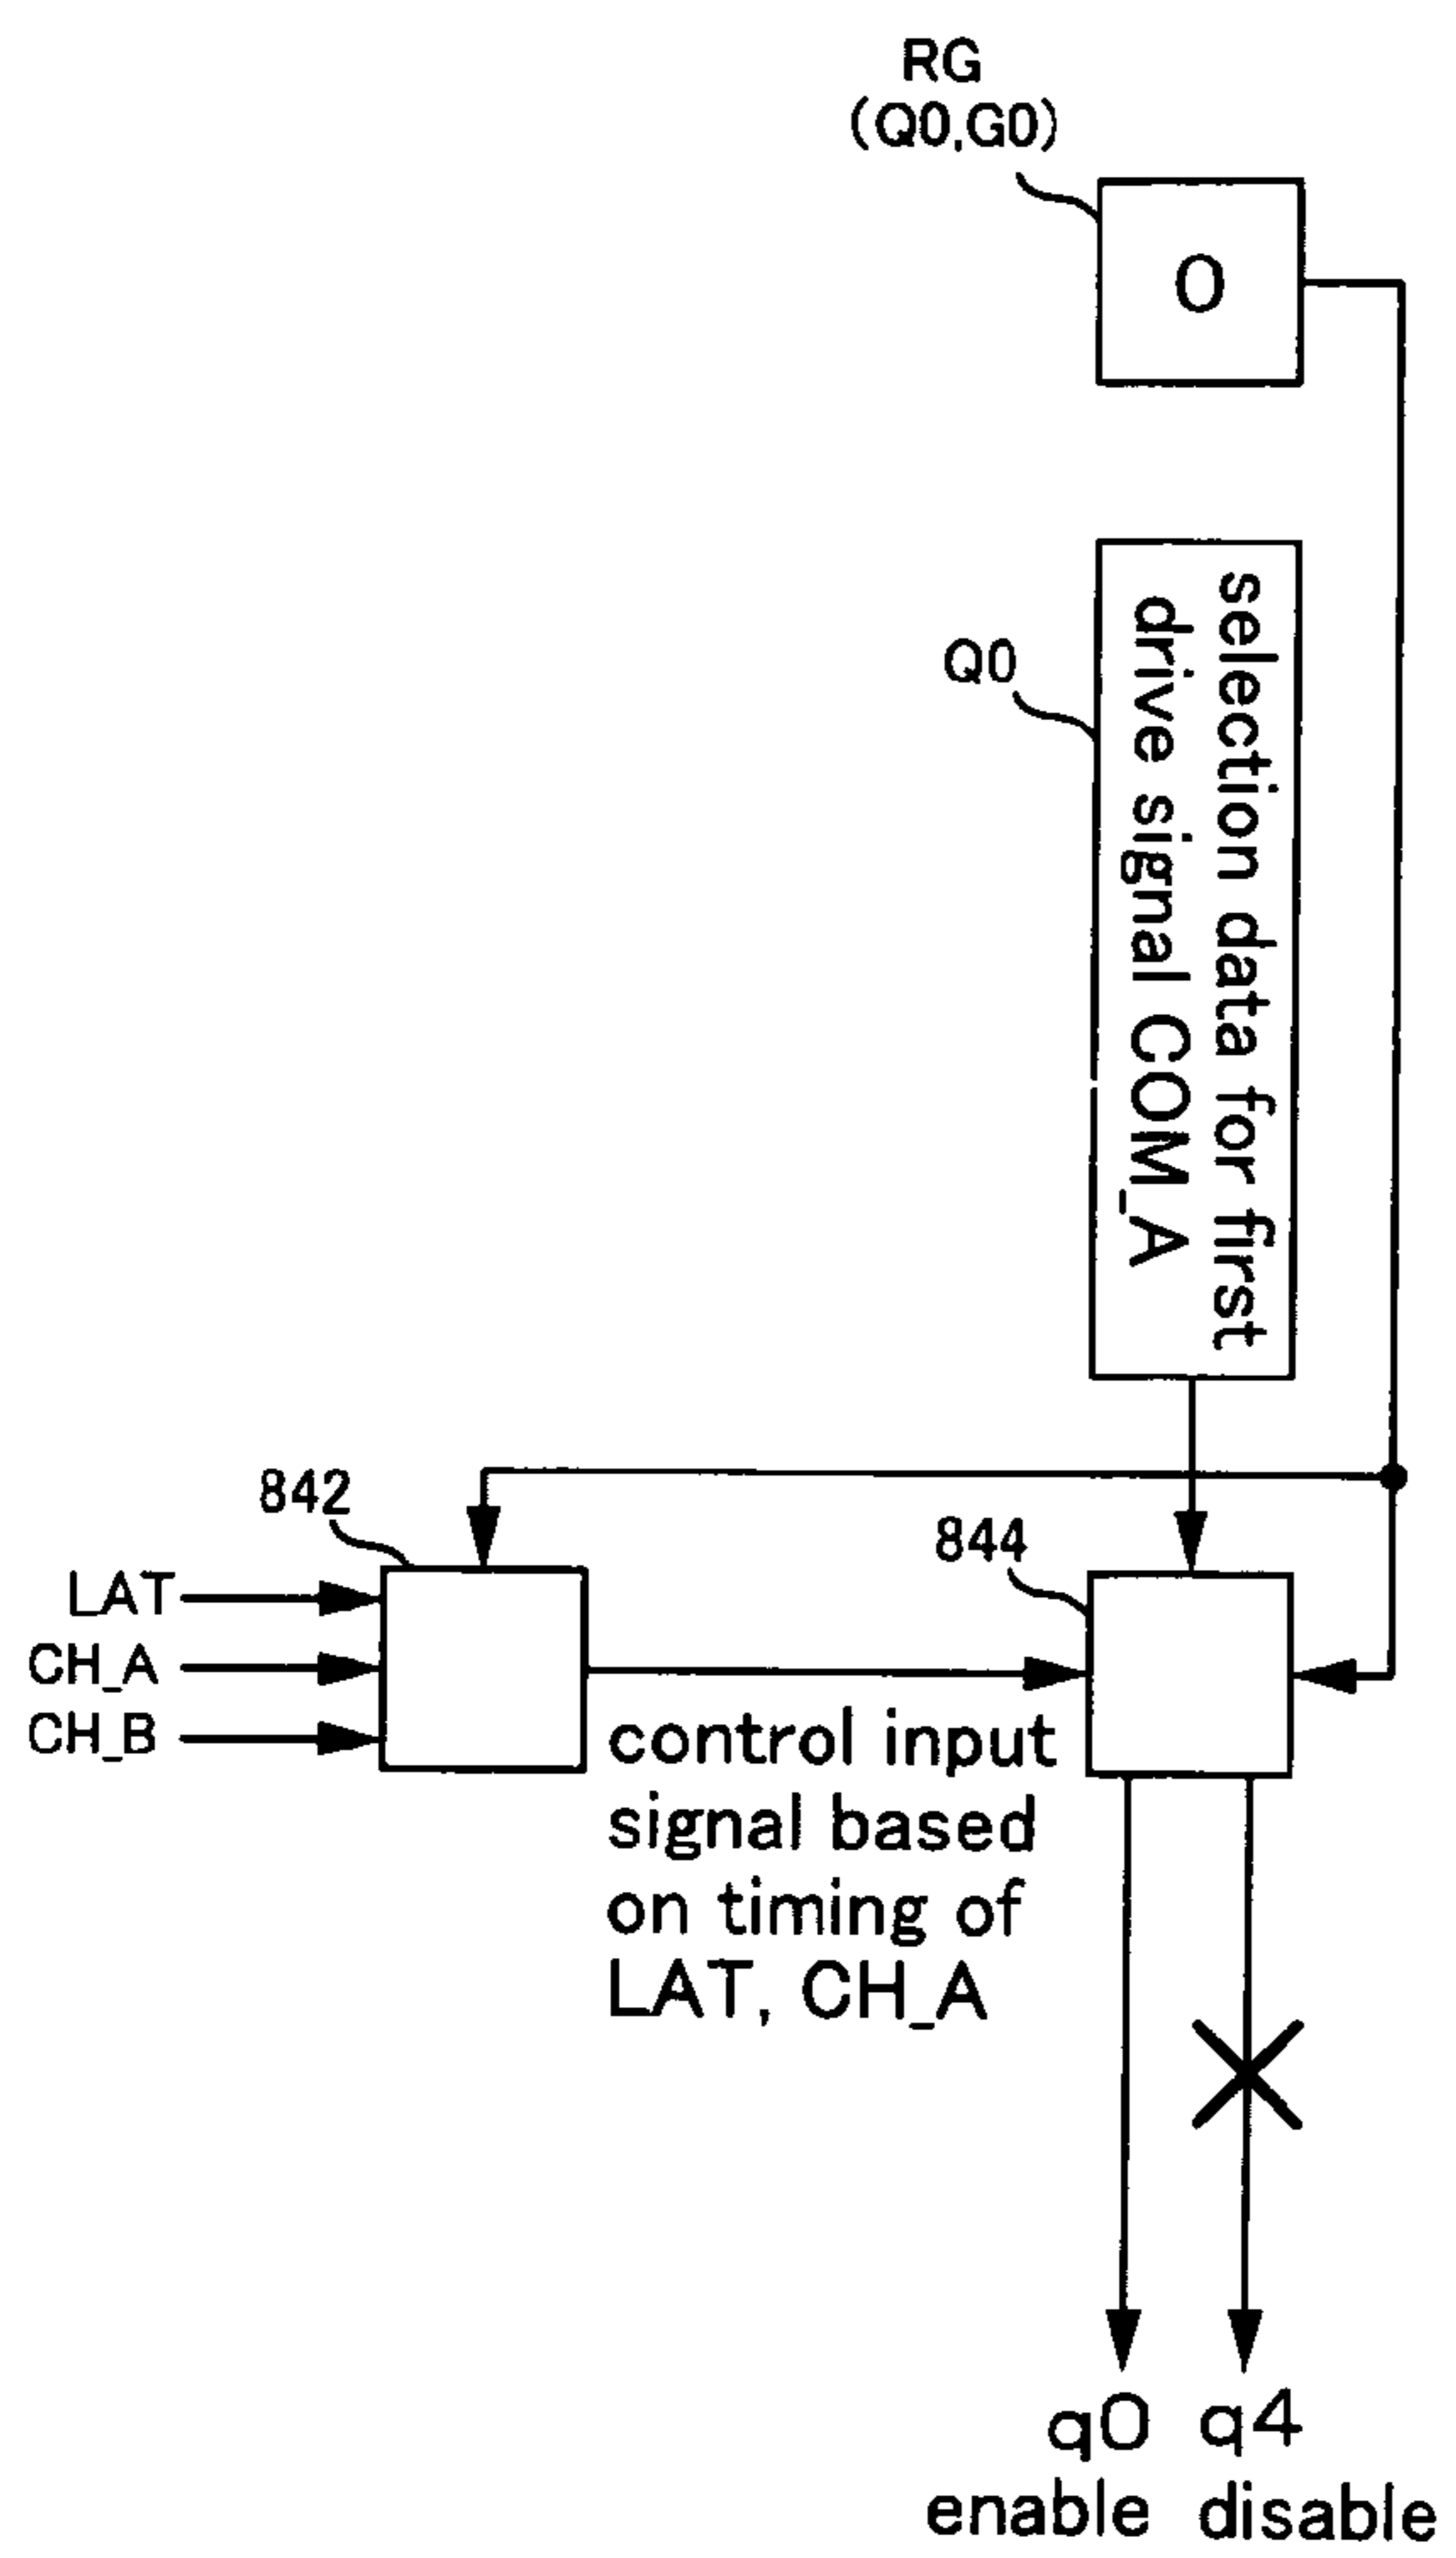 RG
(Q0,G0)
0
selection data for first
drive signal COM_A
Q0
842
844
LAT
CH_A
CH_B
control input
signal based
on timing of
LAT, CH_A
q0 q4
enable disable